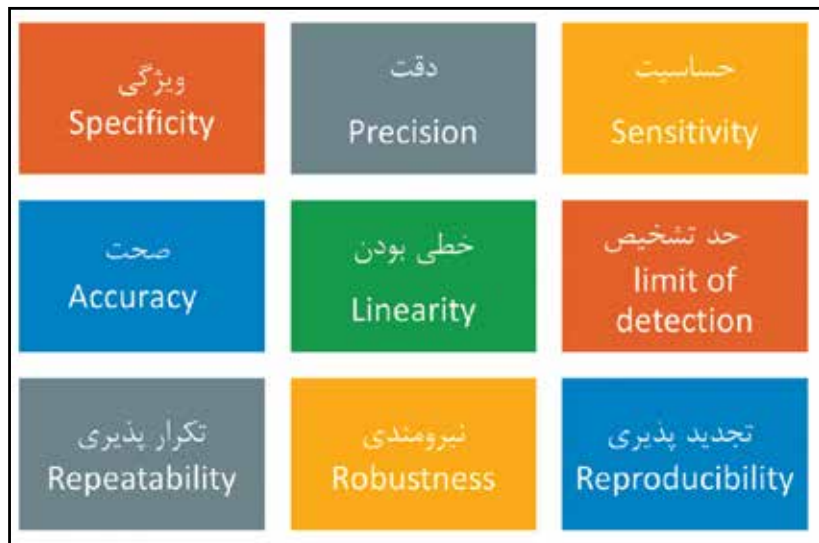 ویژگی
Specificity
دقت
Precision
حساسیت
Sensitivity
صحت
Accuracy
خطی بودن
Linearity
حد تشخیص
limit of
detection
تکرار پذیری
Repeatability
نیرومندی
Robustness
تجدید پذیری
Reproducibility